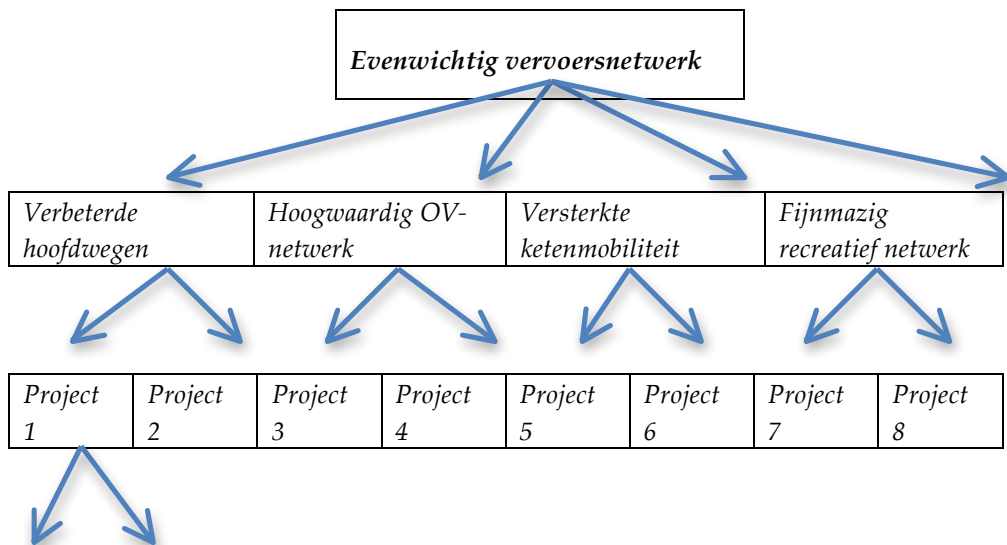 Evenwichtig vervoersnetwerk
Verbeterde
hoofdwegen
Hoogwaardig OV-
netwerk
Versterkte
ketenmobiliteit
Fijnmazig
recreatief netwerk
Project
1
Project
2
Project
3
Project
4
Project
5
Project
6
Project
7
Project
8